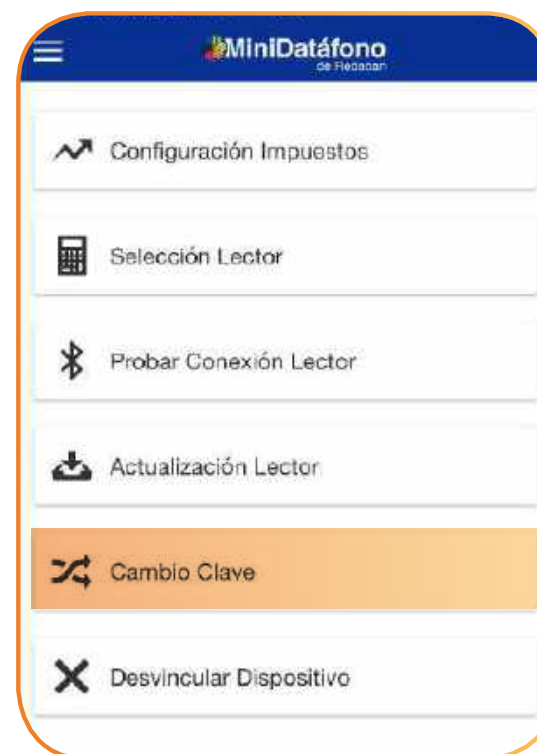 MiniDatáfono
de Redeban
Configuración Impuestos
Selección Lector
Probar Conexión Lector
Actualización Lector
Cambio Clave
Desvincular Dispositivo